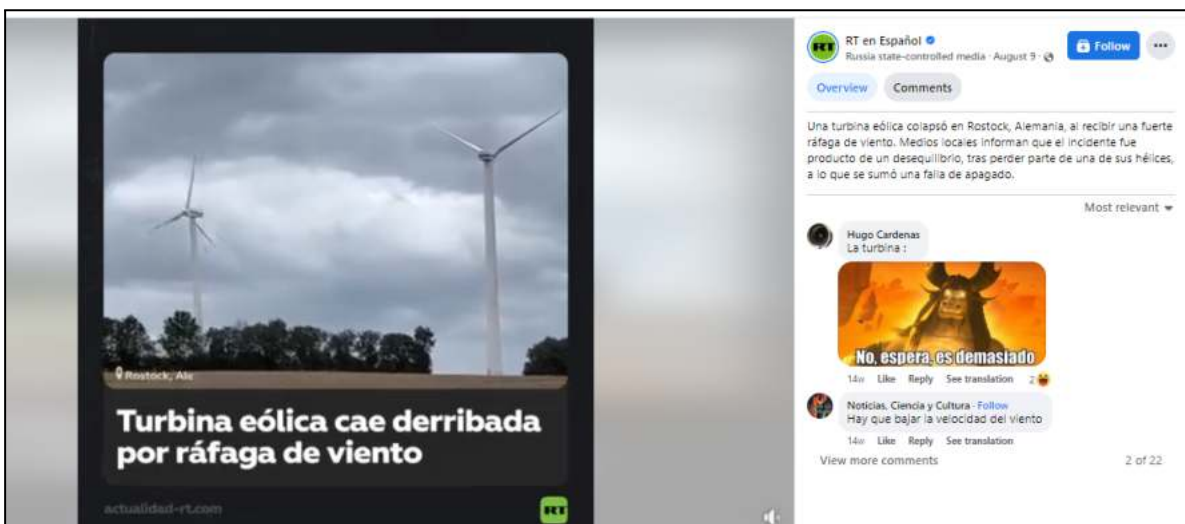 Rostock, Ale
Turbina eólica cae derribada
por ráfaga de viento
actualidad-rt.com
RT
RT
RT en Español
Russia state-controlled media · August 9 ·
Follow
Overview
Comments
Una turbina eólica colapsó en Rostock, Alemania, al recibir una fuerte
ráfaga de viento. Medios locales informan que el incidente fue
producto de un desequilibrio, tras perder parte de una de sus hélices,
a lo que se sumó una falla de apagado.
Most relevant
Hugo Cardenas
La turbina :
No, espera, es demasiado
14w Like Reply See translation 2
Noticias, Ciencia y Cultura · Follow
Hay que bajar la velocidad del viento
14w Like Reply See translation
View more comments
2 of 22